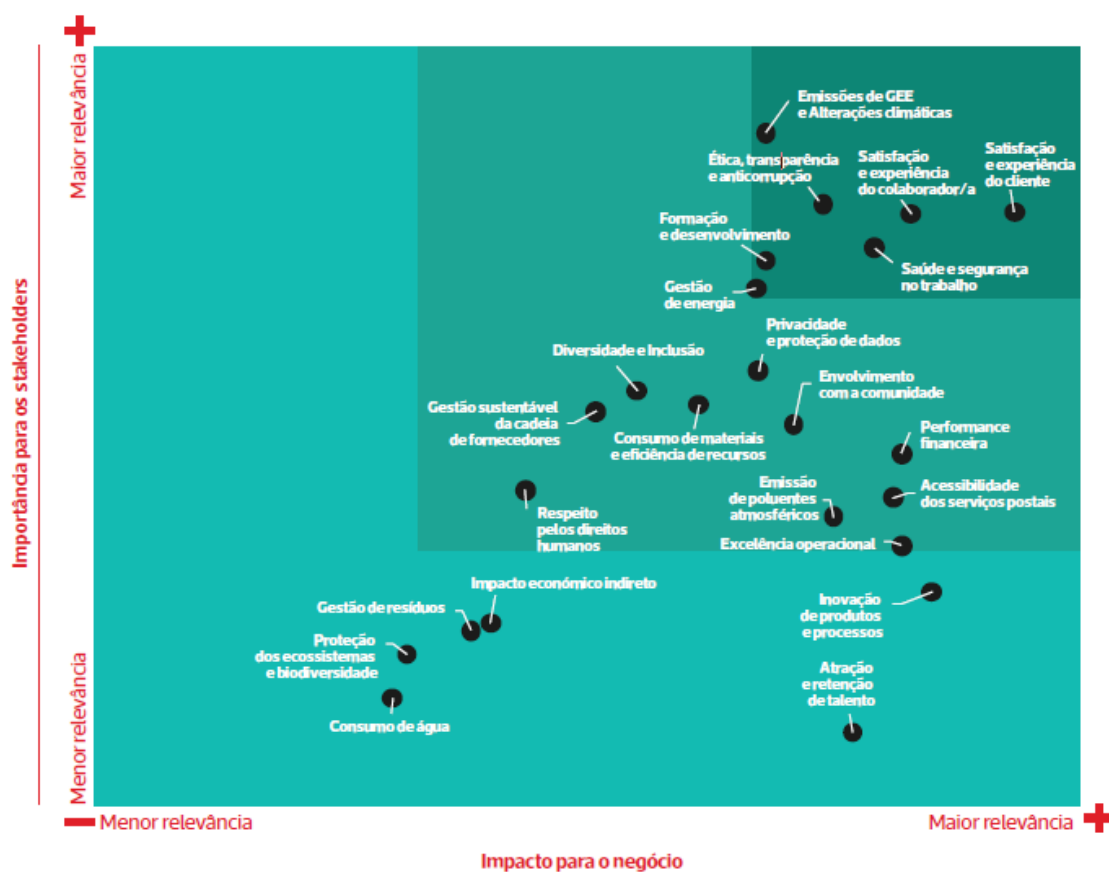 Importância para os stakeholders
Maior relevância
Menor relevância
Emissões de GEE
e Alterações climáticas
Ética, transparência
e anticorrupção
Satisfação
e experiência
do colaborador/a
Satisfação
e experiência
do cliente
Formação
e desenvolvimento
Saúde e segurança
no trabalho
Gestão
de energia
Privacidade
e proteção de dados
Diversidade e Inclusão
Envolvimento
com a comunidade
Gestão sustentável
da cadeia
de fornecedores
Consumo de materiais
e eficiência de recursos
Performance
financeira
Emissão
de poluentes
atmosféricos
Acessibilidade
dos serviços postais
Respeito
pelos direitos
humanos
Excelência operacional
Impacto económico indireto
Gestão de resíduos
Inovação
de produtos
e processos
Proteção
dos ecossistemas
e biodiversidade
Atração
e retenção
de talento
Consumo de água
Menor relevância
Maior relevância
Impacto para o negócio